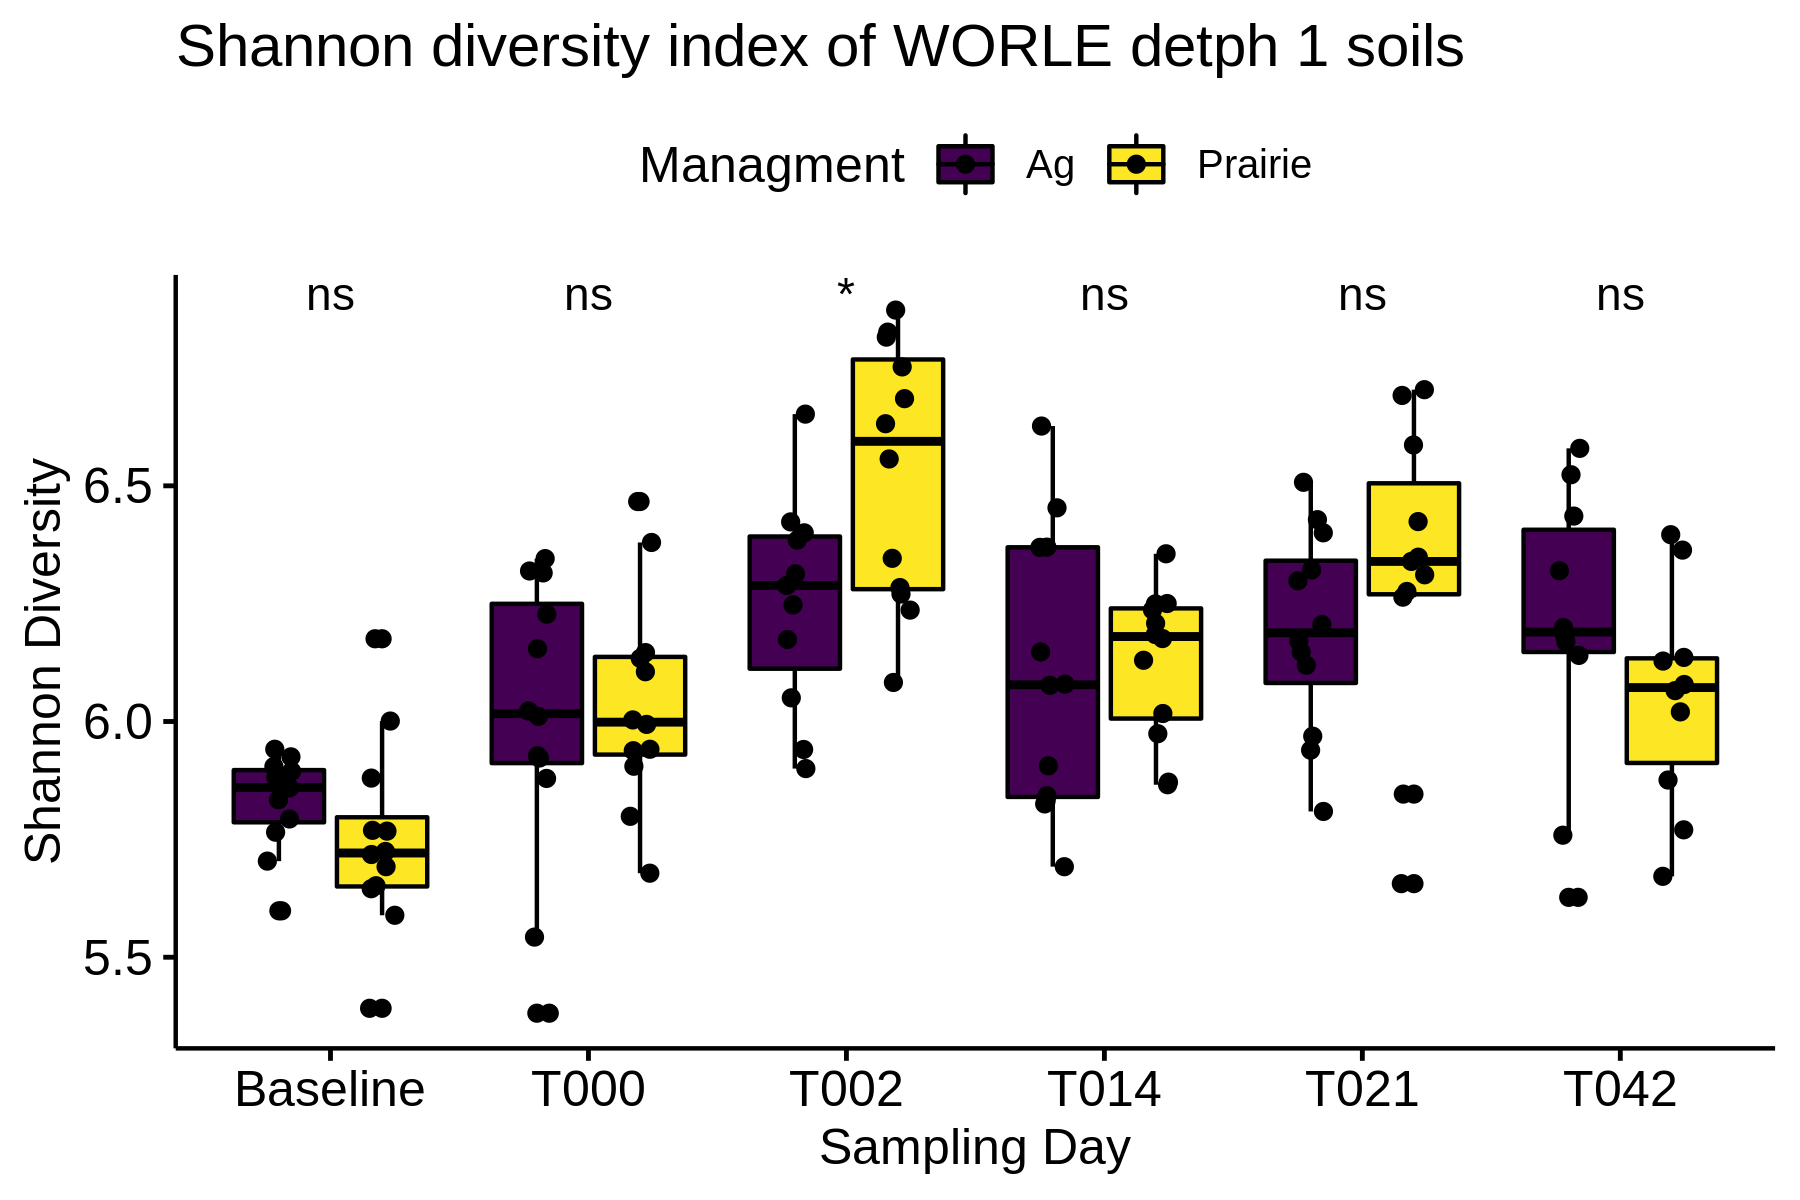 Shannon diversity index of WORLE detph 1 soils
Managment Ag Prairie
ns ns * ns ns ns
Shannon Diversity
6.5
6.0
5.5
Baseline T000 T002 T014 T021 T042
Sampling Day